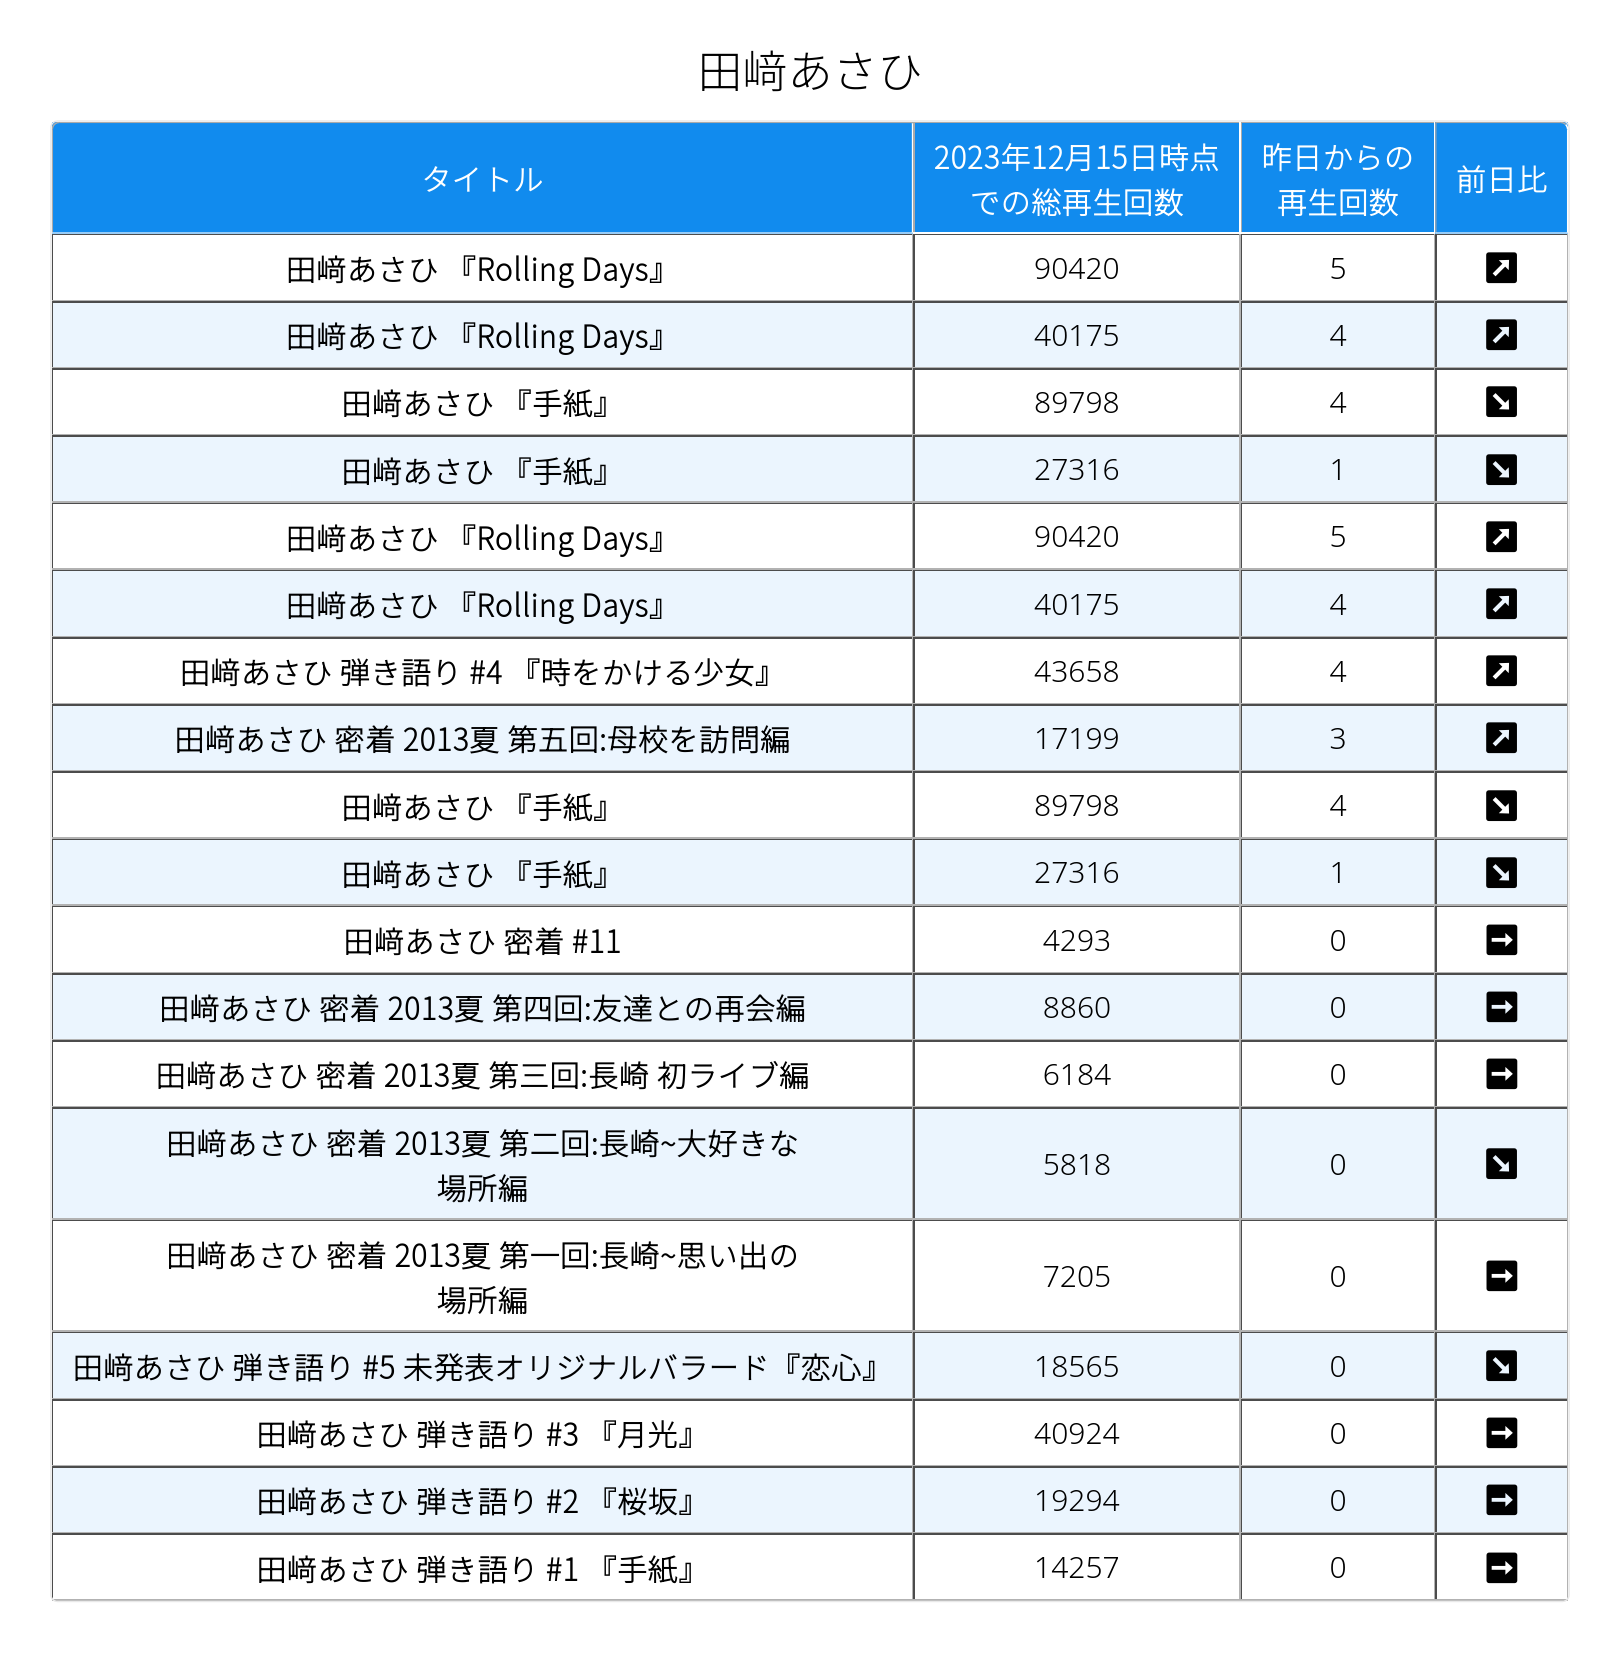 田﨑あさひ
タイトル
2023年12月15日時点
での総再生回数
昨日からの
再生回数
前日比
田﨑あさひ 『Rolling Days』 90420 5 ↗
田﨑あさひ 『Rolling Days』 40175 4 ↗
田﨑あさひ 『手紙』 89798 4 ↘
田﨑あさひ 『手紙』 27316 1 ↘
田﨑あさひ 『Rolling Days』 90420 5 ↗
田﨑あさひ 『Rolling Days』 40175 4 ↗
田﨑あさひ 弾き語り #4 『時をかける少女』 43658 4 ↗
田﨑あさひ 密着 2013夏 第五回:母校を訪問編 17199 3 ↗
田﨑あさひ 『手紙』 89798 4 ↘
田﨑あさひ 『手紙』 27316 1 ↘
田﨑あさひ 密着 #11 4293 0 →
田﨑あさひ 密着 2013夏 第四回:友達との再会編 8860 0 →
田﨑あさひ 密着 2013夏 第三回:長崎 初ライブ編 6184 0 →
田﨑あさひ 密着 2013夏 第二回:長崎~大好きな
場所編 5818 0 ↘
田﨑あさひ 密着 2013夏 第一回:長崎~思い出の
場所編 7205 0 →
田﨑あさひ 弾き語り #5 未発表オリジナルバラード『恋心』 18565 0 ↘
田﨑あさひ 弾き語り #3 『月光』 40924 0 →
田﨑あさひ 弾き語り #2 『桜坂』 19294 0 →
田﨑あさひ 弾き語り #1 『手紙』 14257 0 →